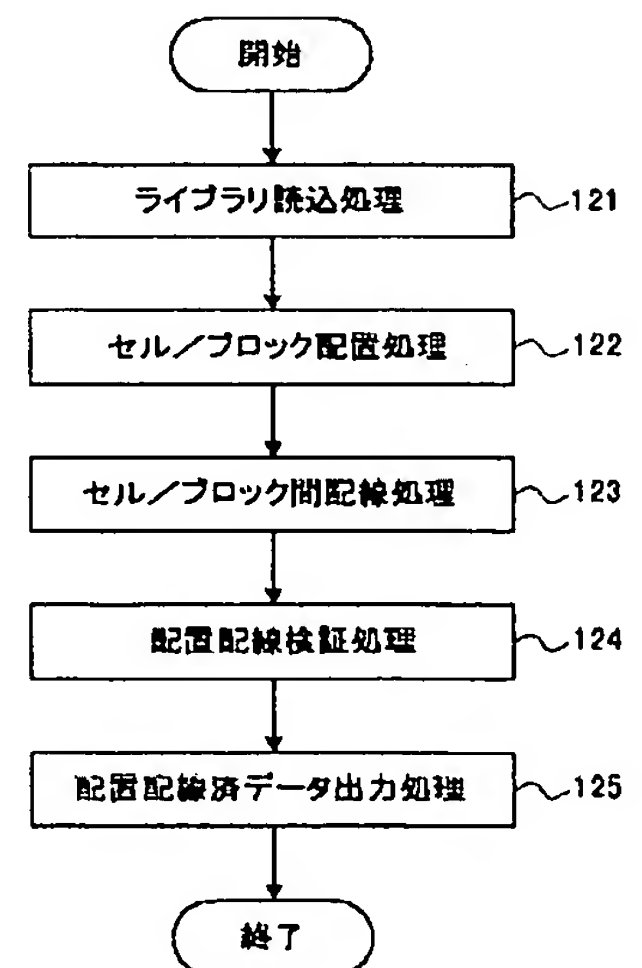 開始
ライブラリ読込処理 121
セル/ブロック配置処理 122
セル/ブロック間配線処理 123
配置配線検証処理 124
配置配線済データ出力処理 125
終了